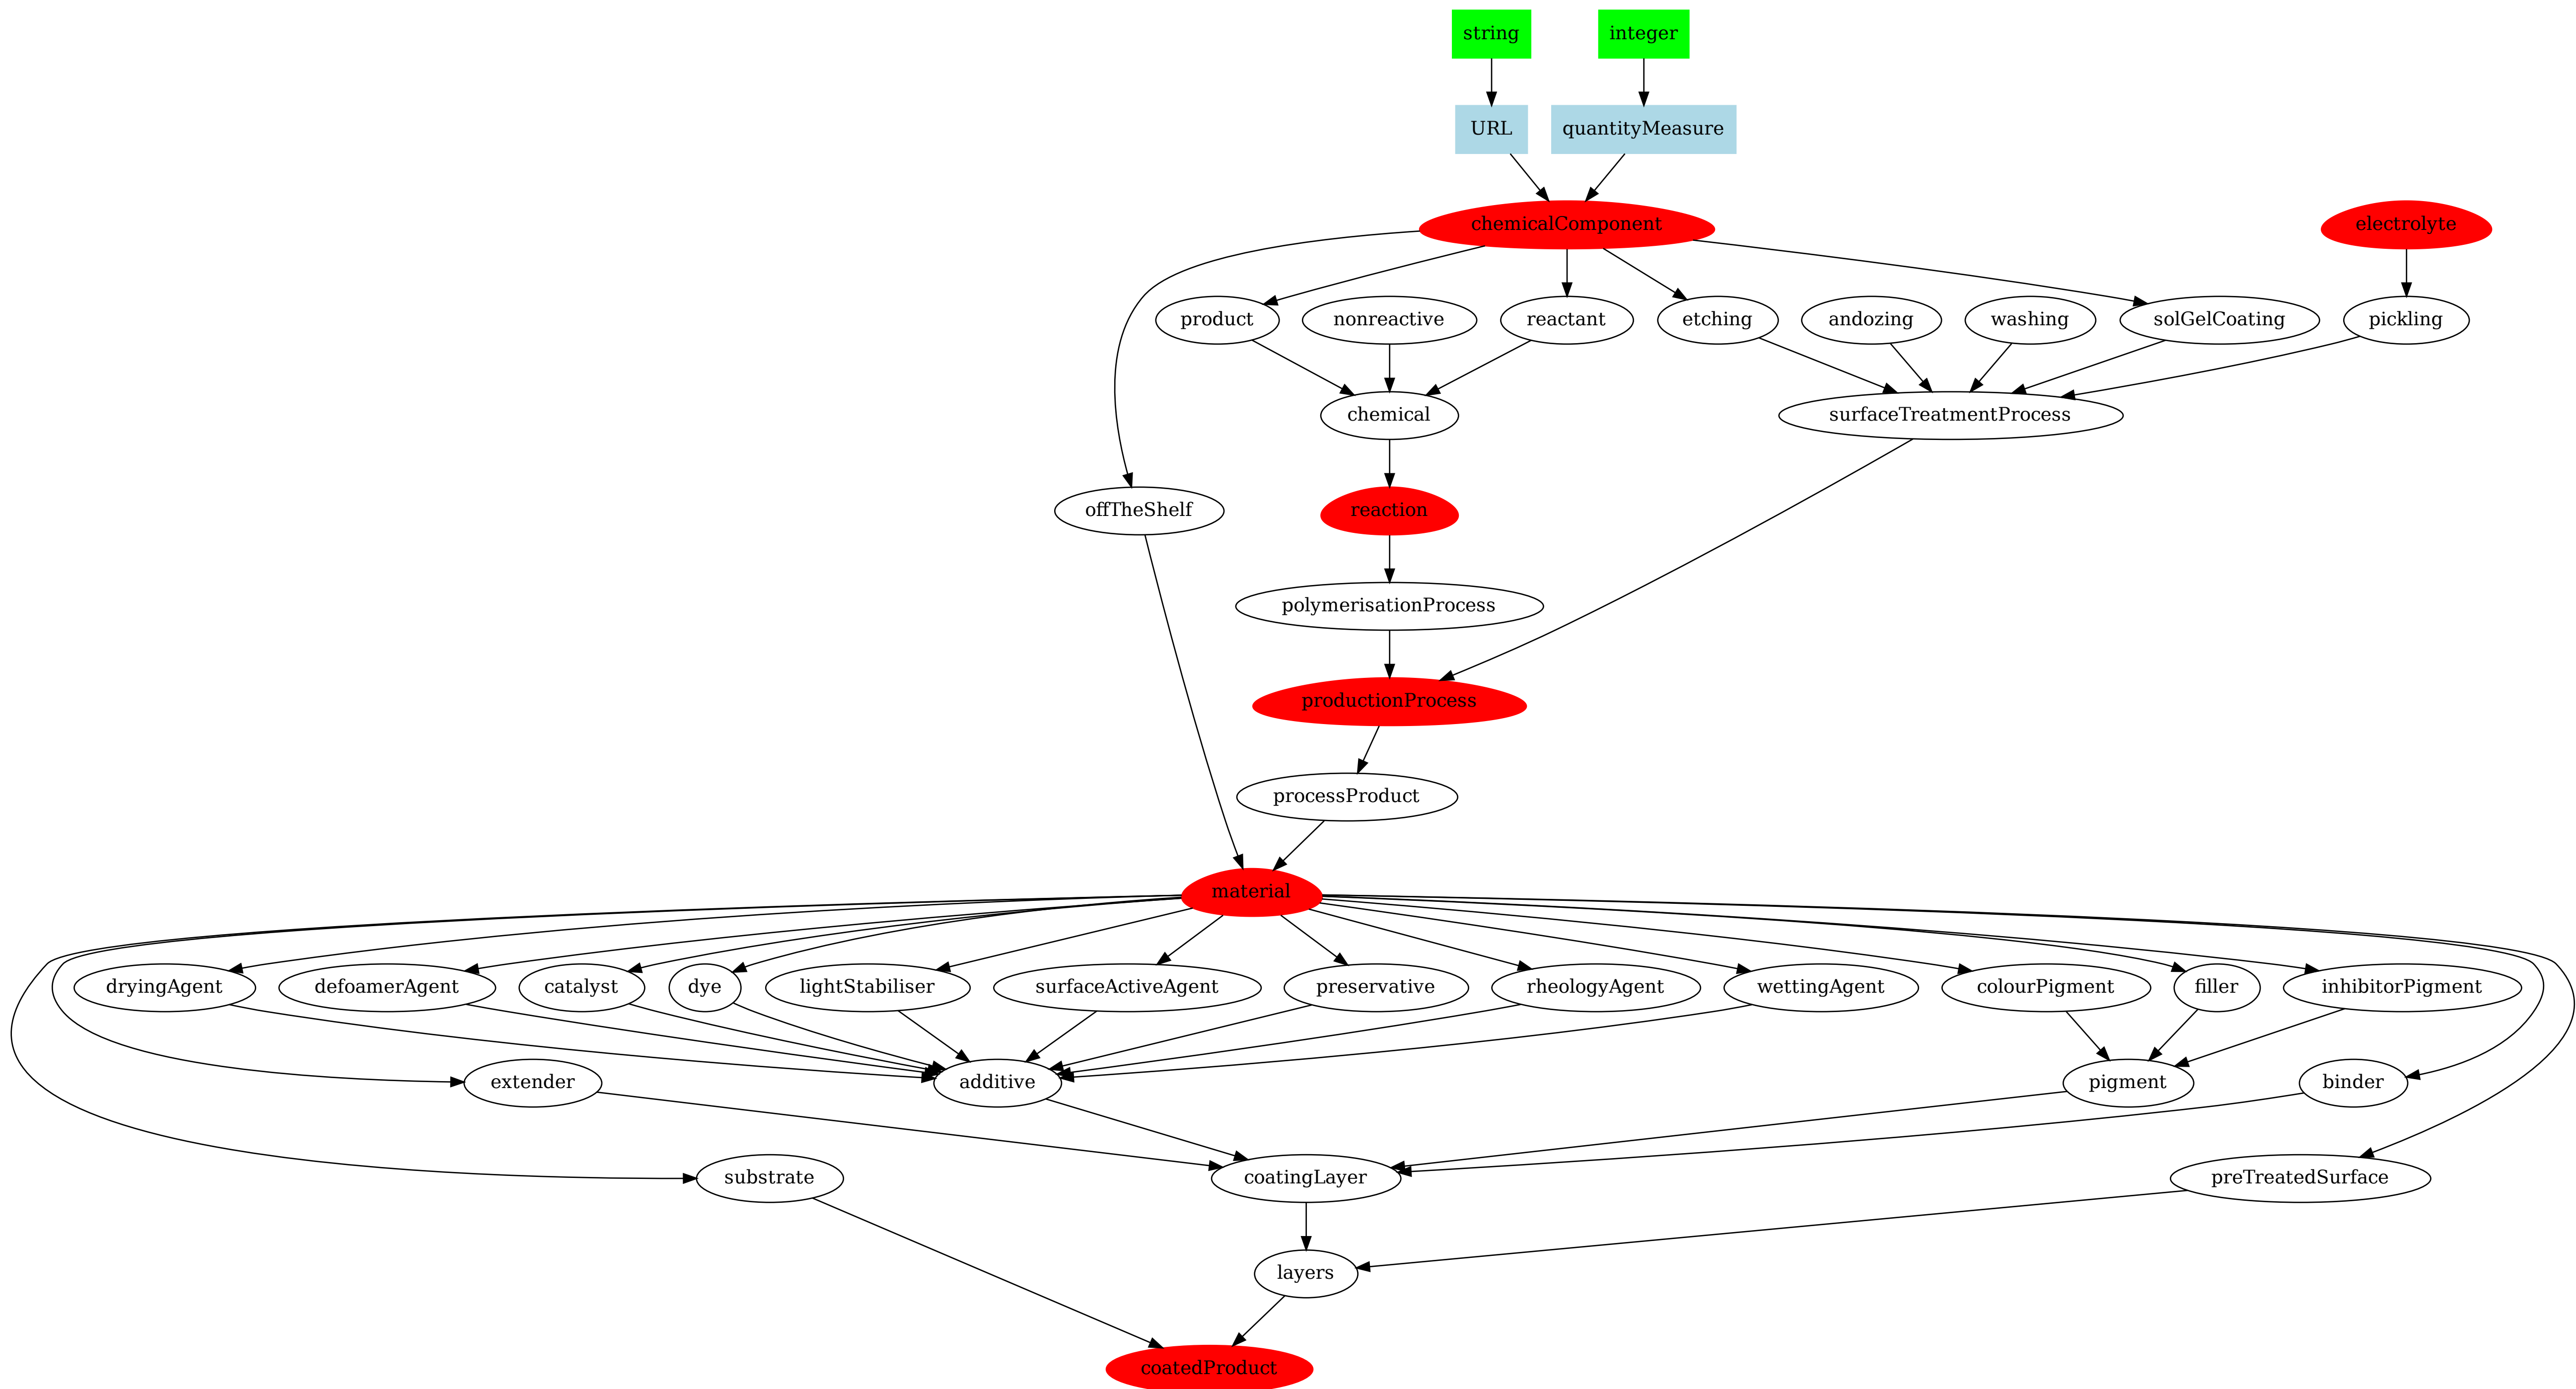 string
integer
URL
quantityMeasure
chemicalComponent
electrolyte
product
nonreactive
reactant
etching
andozing
washing
solGelCoating
pickling
chemical
surfaceTreatmentProcess
offTheShelf
reaction
polymerisationProcess
productionProcess
processProduct
material
dryingAgent
defoamerAgent
catalyst
dye
lightStabiliser
surfaceActiveAgent
preservative
rheologyAgent
wettingAgent
colourPigment
filler
inhibitorPigment
extender
additive
pigment
binder
substrate
coatingLayer
preTreatedSurface
layers
coatedProduct